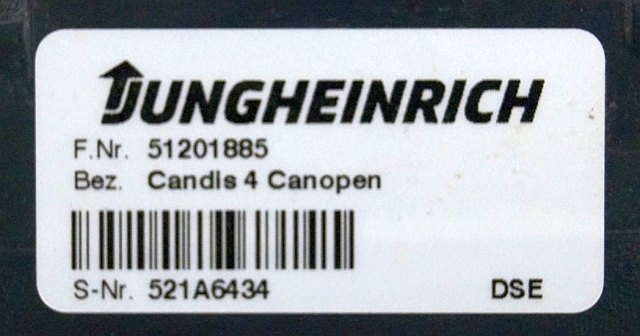 JUNGHEINRICH
F.Nr. 51201885
Bez. Candis 4 Canopen
S-Nr. 521A6434 DSE